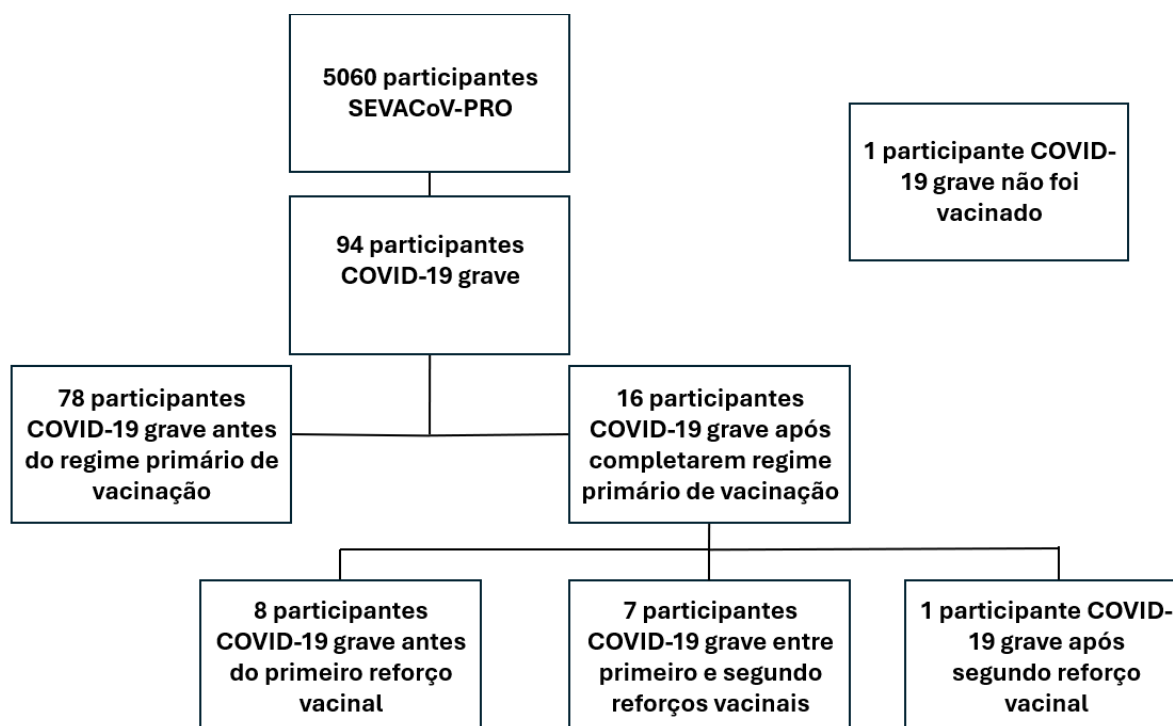 5060 participantes
SEVACoV-PRO
1 participante COVID-
19 grave não foi
vacinado
94 participantes
COVID-19 grave
78 participantes
COVID-19 grave antes
do regime primário de
vacinação
16 participantes
COVID-19 grave após
completarem regime
primário de vacinação
8 participantes
COVID-19 grave antes
do primeiro reforço
vacinal
7 participantes
COVID-19 grave entre
primeiro e segundo
reforços vacinais
1 participante COVID-
19 grave após
segundo reforço
vacinal